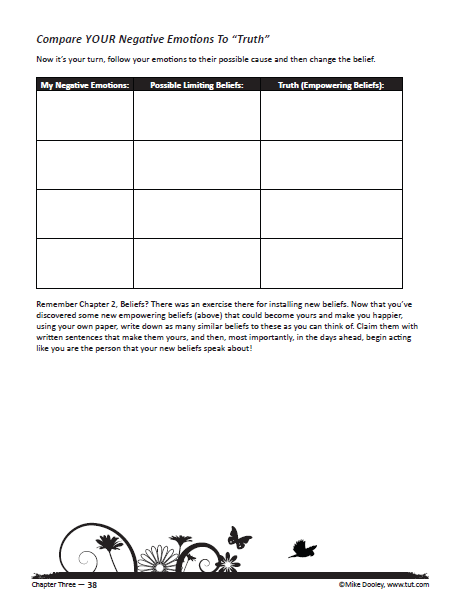 Compare YOUR Negative Emotions To “Truth”
Now it’s your turn, follow your emotions to their possible cause and then change the belief.
My Negative Emotions: Possible Limiting Beliefs: Truth (Empowering Beliefs):
Remember Chapter 2, Beliefs? There was an exercise there for installing new beliefs. Now that you’ve
discovered some new empowering beliefs (above) that could become yours and make you happier,
using your own paper, write down as many similar beliefs to these as you can think of. Claim them with
written sentences that make them yours, and then, most importantly, in the days ahead, begin acting
like you are the person that your new beliefs speak about!
Chapter Three — 38 ©Mike Dooley, www.tut.com